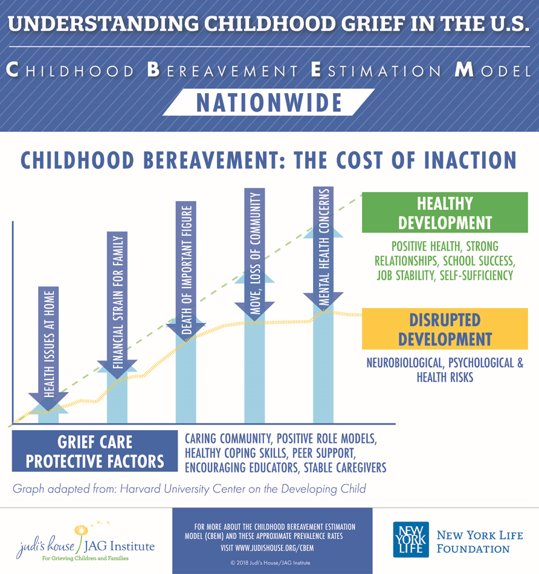 UNDERSTANDING CHILDHOOD GRIEF IN THE U.S.
CHILDHOOD BEREAVEMENT ESTIMATION MODEL
NATIONWIDE
CHILDHOOD BEREAVEMENT: THE COST OF INACTION
HEALTH ISSUES AT HOME
FINANCIAL STRAIN FOR FAMILY
DEATH OF IMPORTANT FIGURE
MOVE, LOSS OF COMMUNITY
MENTAL HEALTH CONCERNS
HEALTHY
DEVELOPMENT
POSITIVE HEALTH, STRONG
RELATIONSHIPS, SCHOOL SUCCESS,
JOB STABILITY, SELF-SUFFICIENCY
DISRUPTED
DEVELOPMENT
NEUROBIOLOGICAL, PSYCHOLOGICAL &
HEALTH RISKS
GRIEF CARE
PROTECTIVE FACTORS
CARING COMMUNITY, POSITIVE ROLE MODELS,
HEALTHY COPING SKILLS, PEER SUPPORT,
ENCOURAGING EDUCATORS, STABLE CAREGIVERS
Graph adapted from: Harvard University Center on the Developing Child
judi's house / JAG Institute
For Grieving Children and Families
FOR MORE ABOUT THE CHILDHOOD BEREAVEMENT ESTIMATION
MODEL (CBEM) AND THESE APPROXIMATE PREVALENCE RATES
VISIT WWW.JUDISHOUSE.ORG/CBEM
© 2018 Judi's House/JAG Institute
NEW
YORK
LIFE
NEW YORK LIFE
FOUNDATION